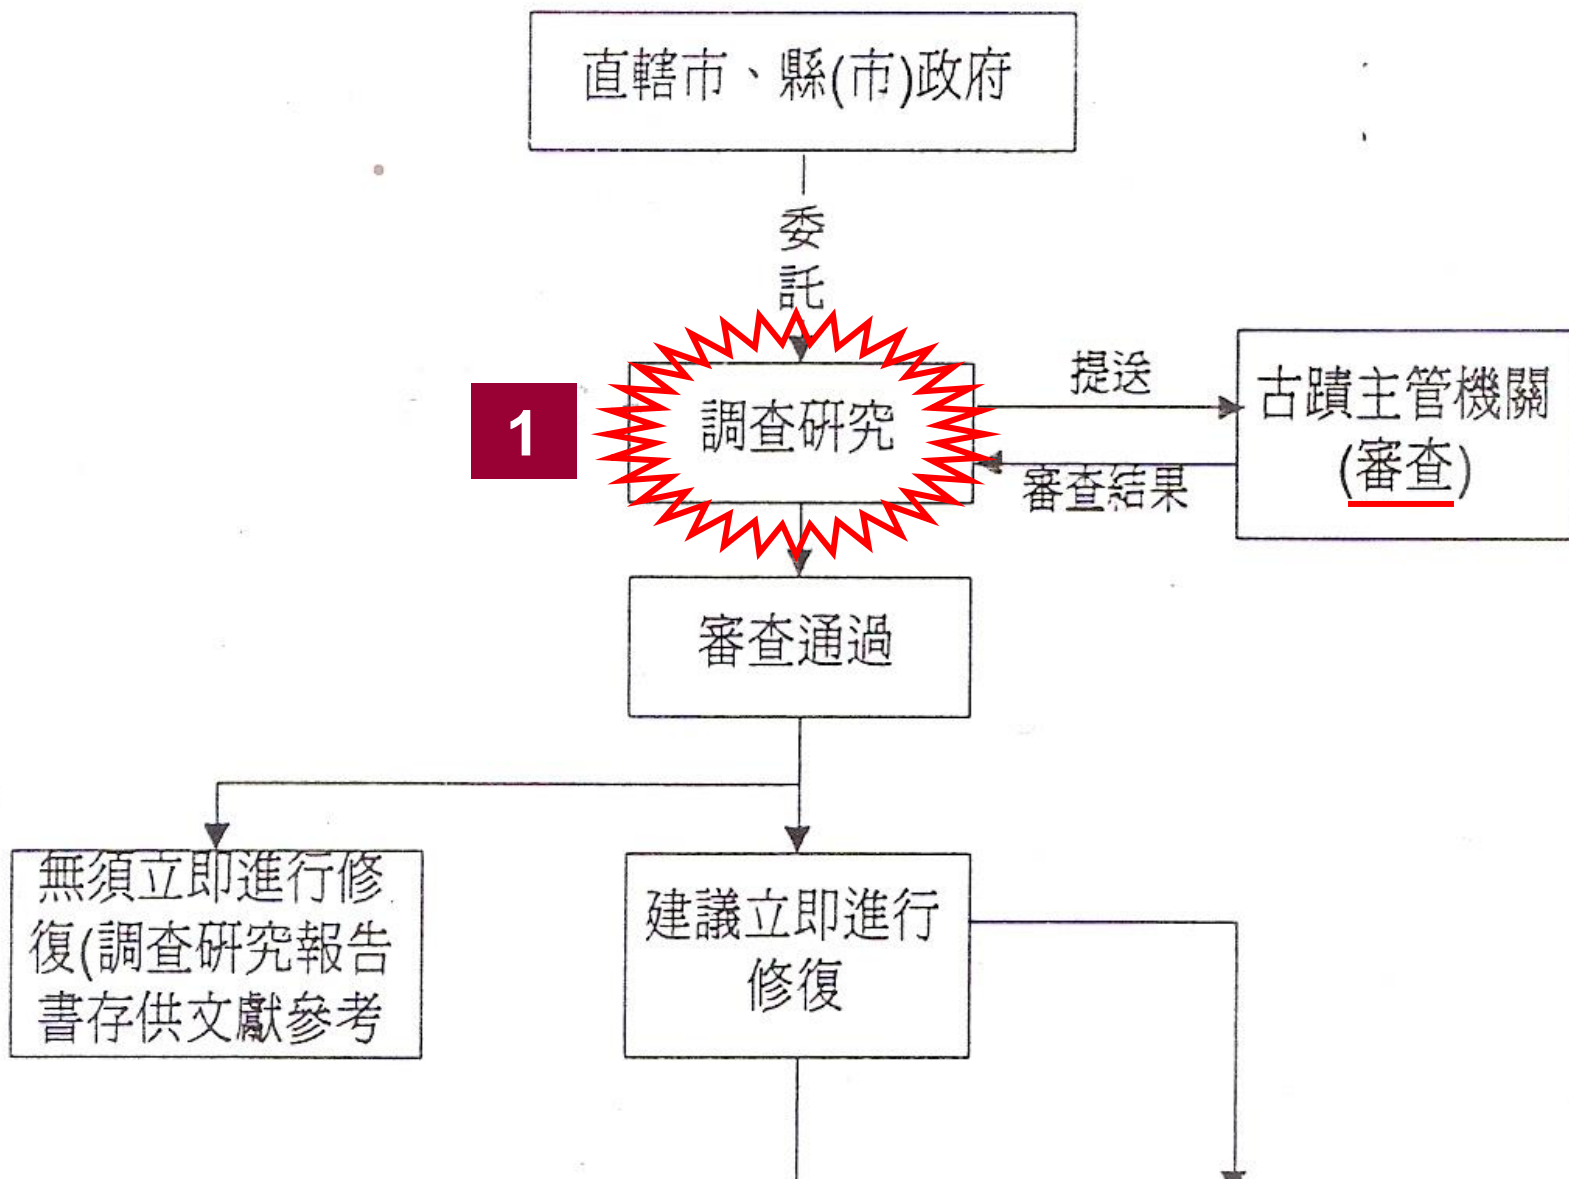 直轄市、縣(市)政府
委
託
1
調查研究
提送
審查結果
古蹟主管機關
(審查)
審查通過
無須立即進行修
復(調查研究報告
書存供文獻參考
建議立即進行
修復